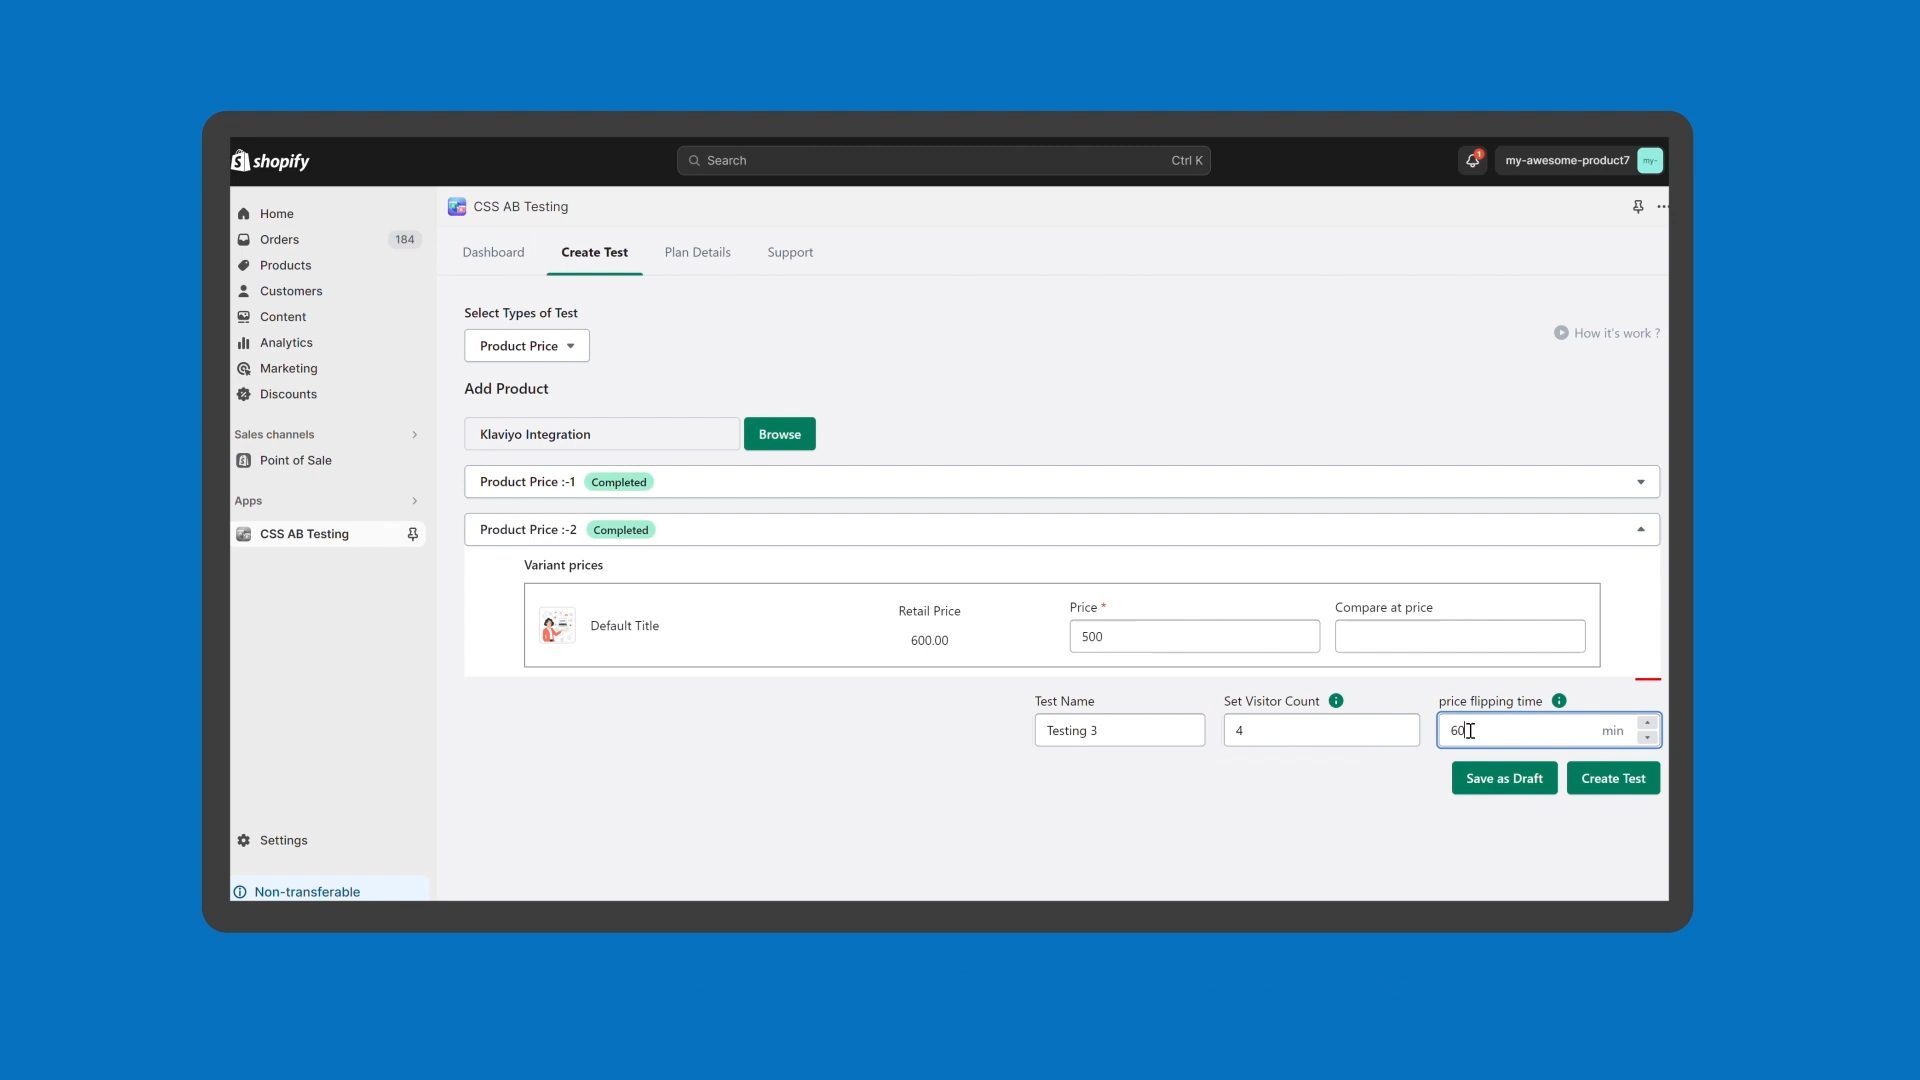 shopify
Search
Ctrl K
1
my-awesome-product7
my-
Home
Orders
184
Products
Customers
Content
Analytics
Marketing
Discounts
Sales channels
Point of Sale
Apps
CSS AB Testing
Settings
Non-transferable
CSS AB Testing
Dashboard
Create Test
Plan Details
Support
Select Types of Test
Product Price
How it's work ?
Add Product
Klaviyo Integration
Browse
Product Price :-1
Completed
Product Price :-2
Completed
Variant prices
Default Title
Retail Price
600.00
Price *
500
Compare at price
Test Name
Testing 3
Set Visitor Count
4
price flipping time
60
min
Save as Draft
Create Test